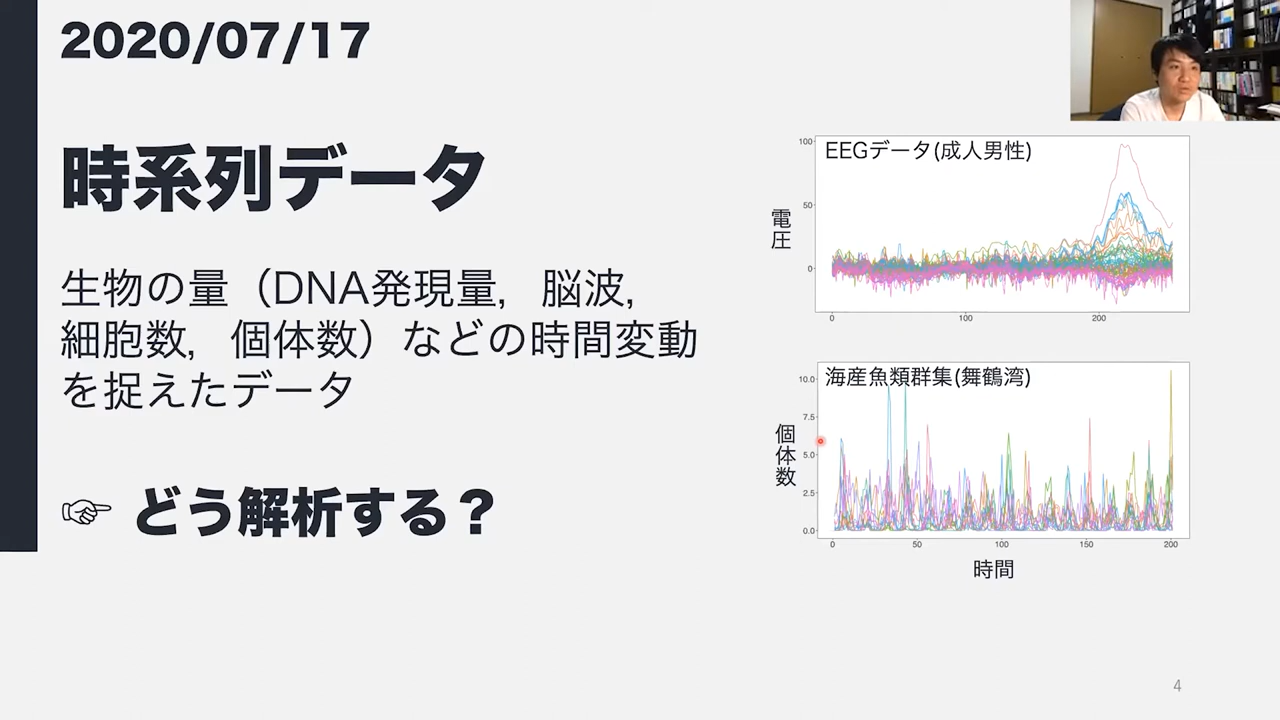 2020/07/17
時系列データ
生物の量（DNA発現量，脳波，
細胞数，個体数）などの時間変動
を捉えたデータ
☞ どう解析する？
EEGデータ(成人男性)
電圧
100
50
0
0 100 200
海産魚類群集(舞鶴湾)
個体数
10.0
7.5
5.0
2.5
0.0
0 50 100 150 200
時間
4